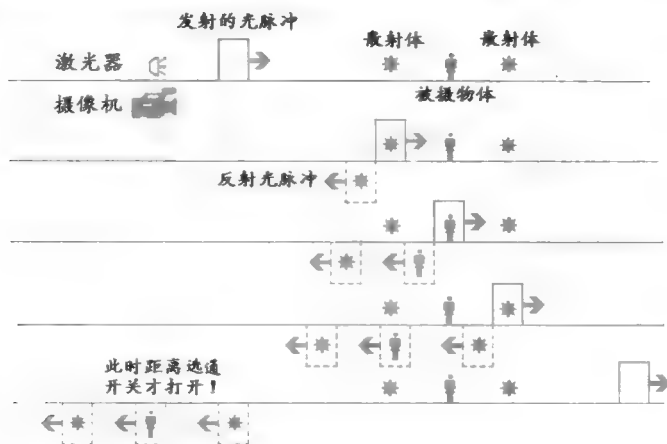 发射的光脉冲
散射体
散射体
激光器
摄像机
被摄物体
反射光脉冲
此时距离选通
开关才打开！